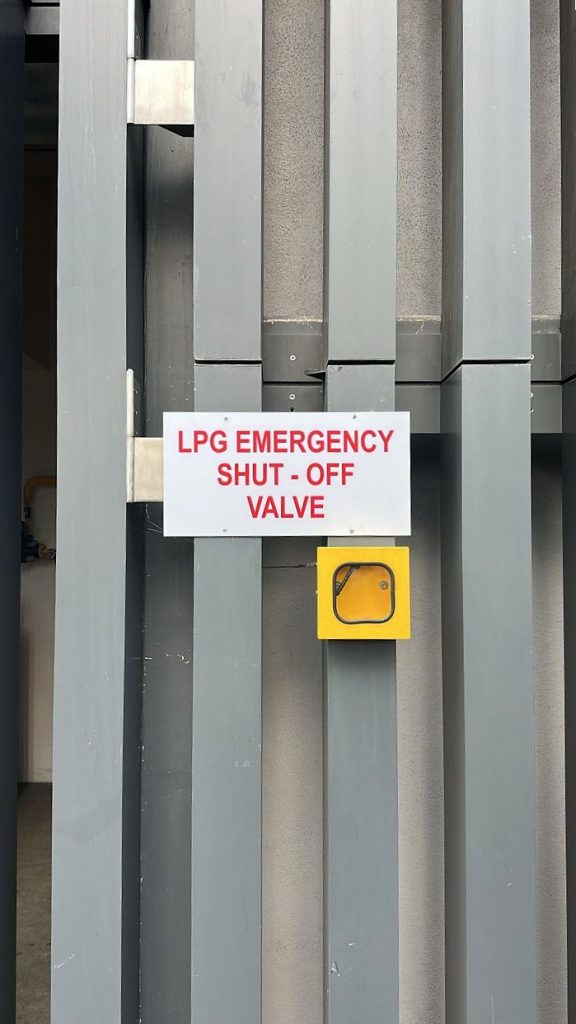 LPG EMERGENCY
SHUT - OFF
VALVE